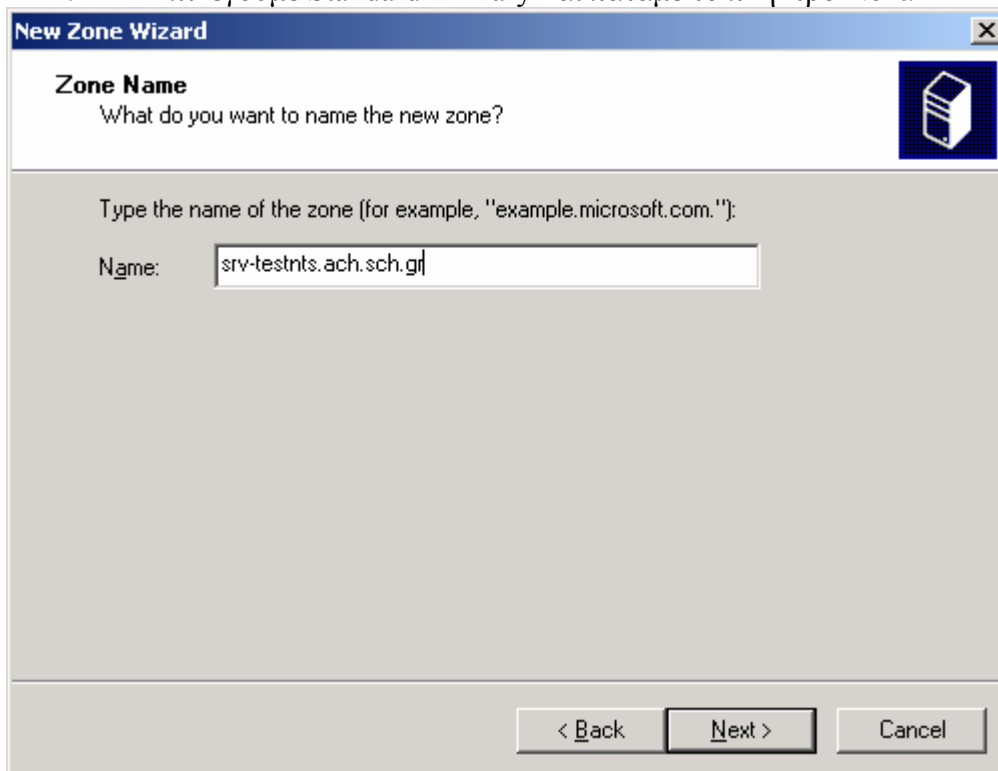 Standard
New Zone Wizard
Zone Name
What do you want to name the new zone?
Type the name of the zone (for example, "example.microsoft.com."):
Name: srv-testnts.ach.sch.gr
< Back Next > Cancel